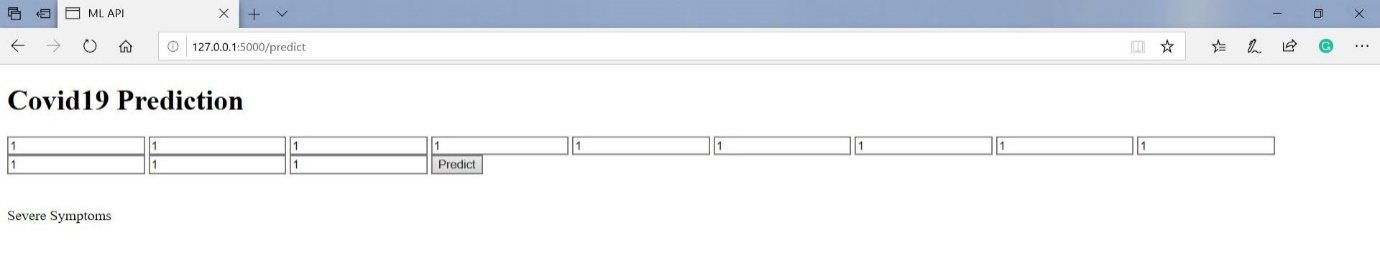 ML API
127.0.0.1:5000/predict
Covid19 Prediction
1 1 1 1 1 1 1 1 1
1 1 1 Predict
Severe Symptoms